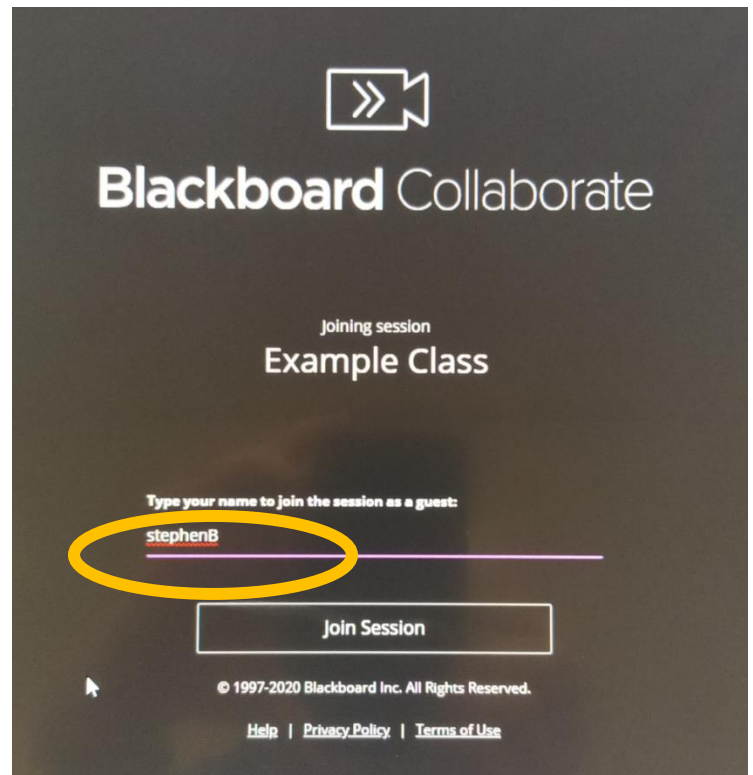 Blackboard Collaborate
Joining session
Example Class
Type your name to join the session as a guest:
stephenB
Join Session
© 1997-2020 Blackboard Inc. All Rights Reserved.
Help | Privacy Policy | Terms of Use